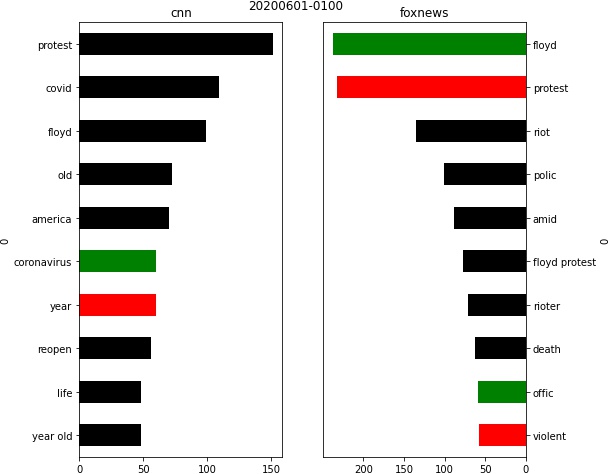 20200601-0100
cnn
foxnews
protest
covid
floyd
old
america
coronavirus
year
reopen
life
year old
0
0 50 100 150
floyd
protest
riot
polic
amid
floyd protest
rioter
death
offic
violent
0
200 150 100 50 0